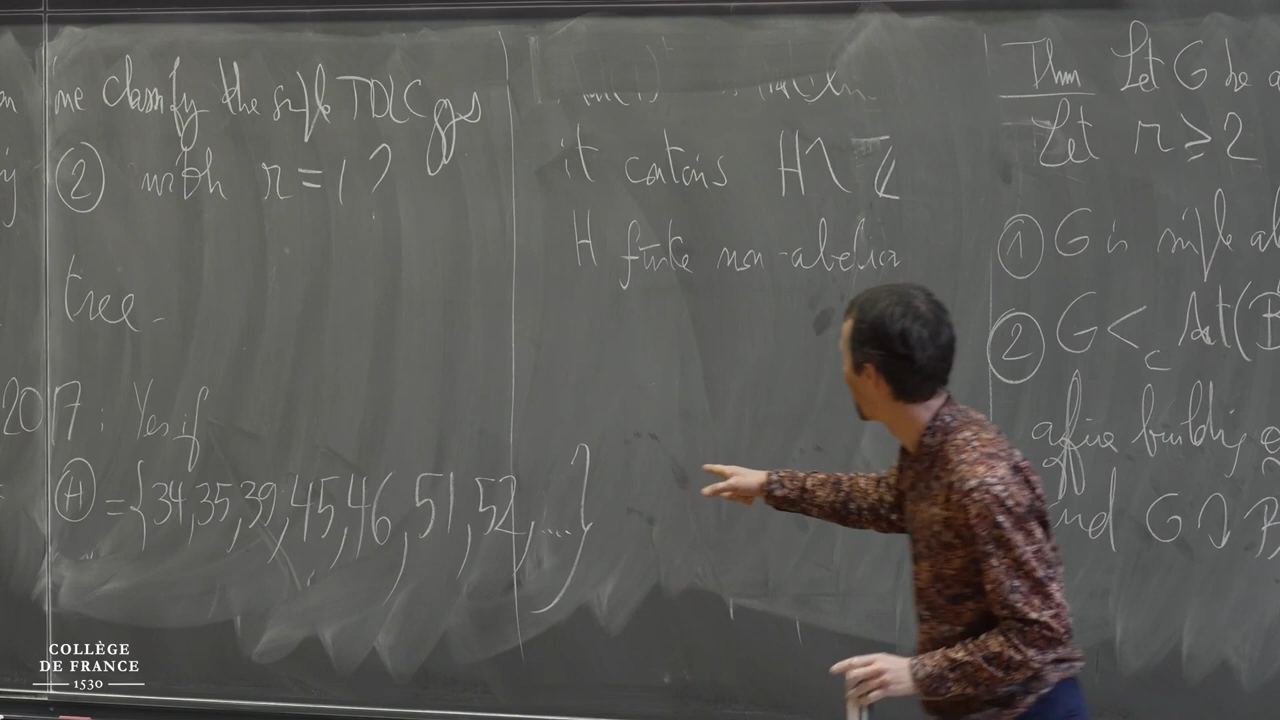 we classify the simple TDLC gps
② with r=1?
tree.
2017: Yes if
Ⓗ={34,35,39,45,46,51,52,...}
it contains H≀ℤ
H finite non-abelian
Thm Let G be a
Let r≥2
① G is simple al
② G<c Aut(B
affine building
and G
COLLÈGE
DE FRANCE
1530